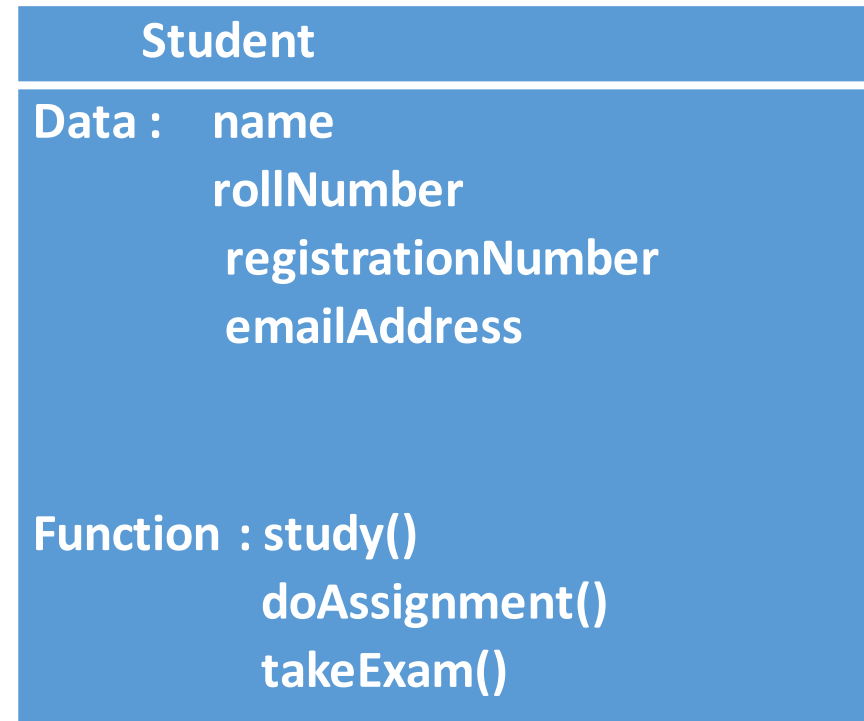 Student
Data : name
rollNumber
registrationNumber
emailAddress
Function : study()
doAssignment()
takeExam()